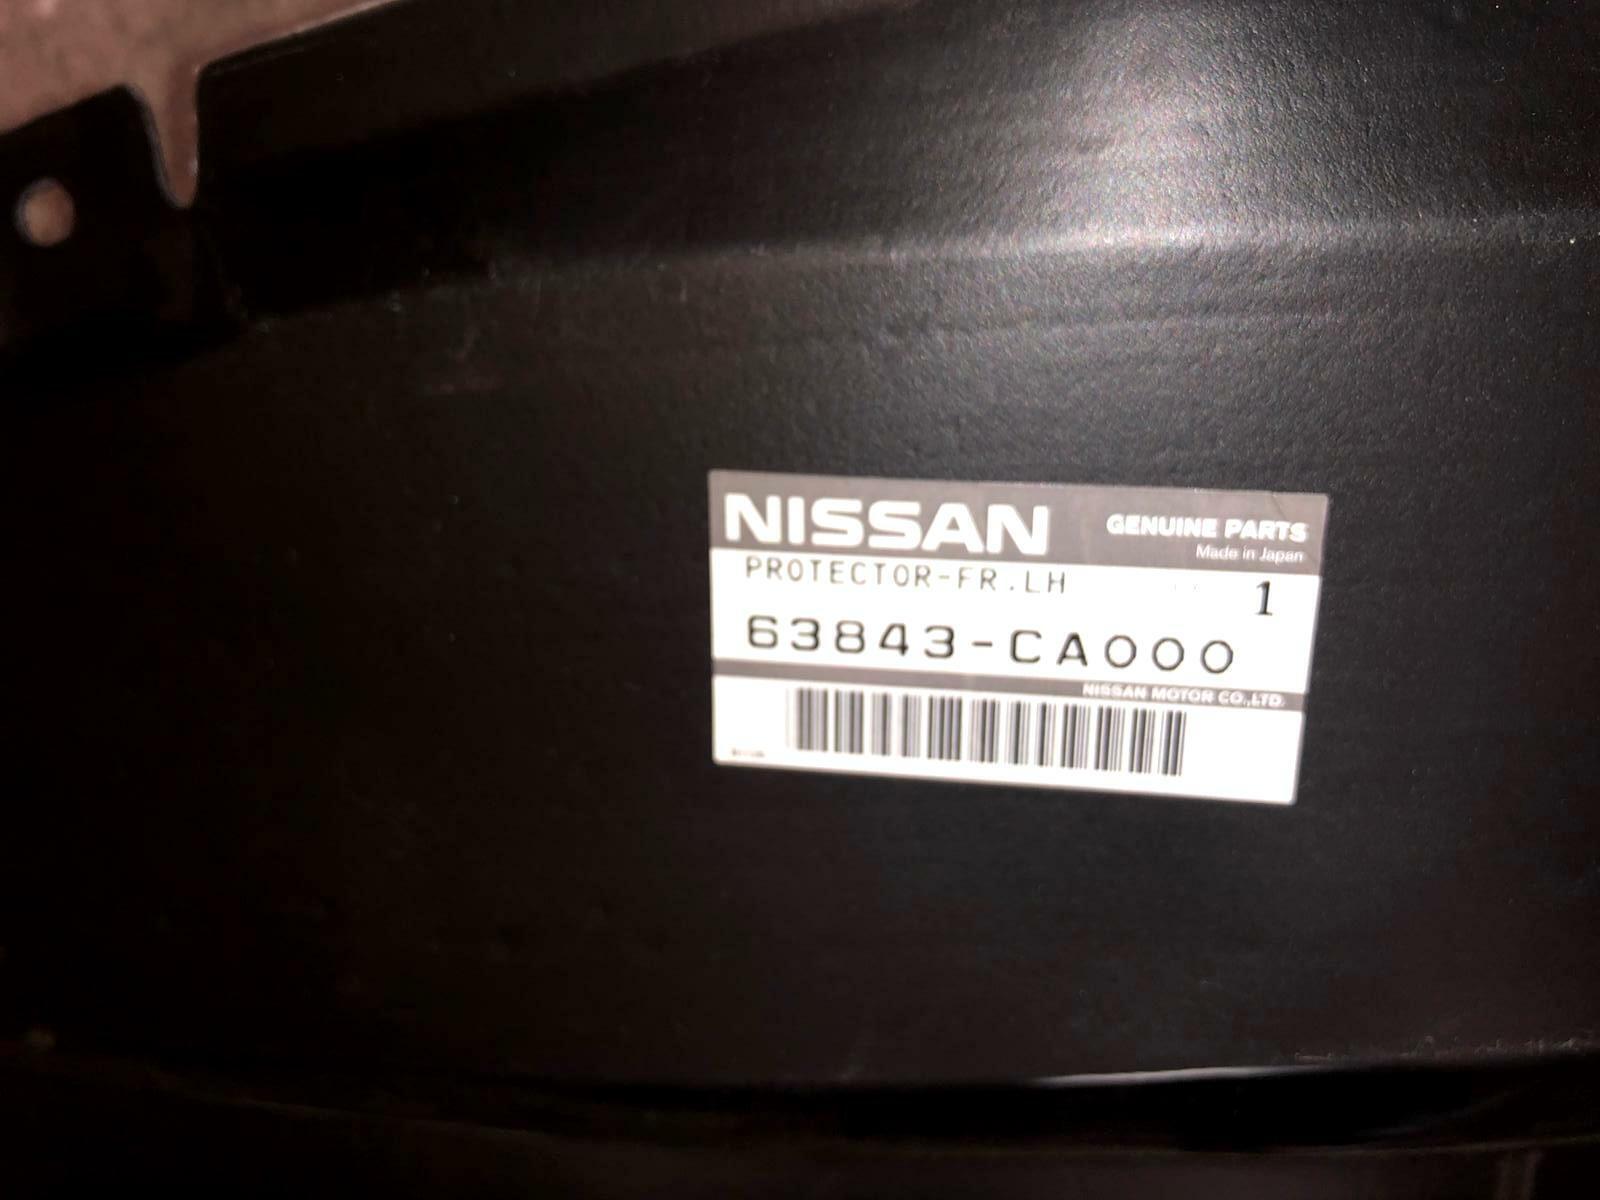 NISSAN GENUINE PARTS
Made in Japan
PROTECTOR-FR.LH 1
63843-CA000
NISSAN MOTOR CO.,LTD.